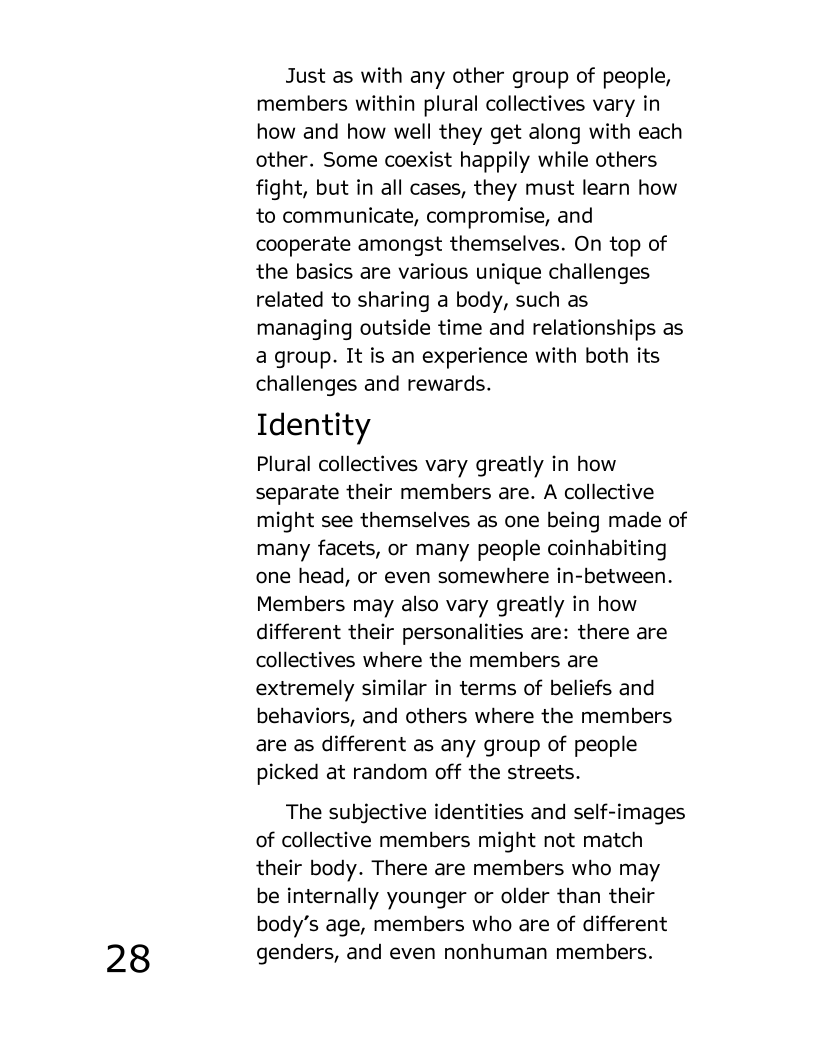 Just as with any other group of people,
members within plural collectives vary in
how and how well they get along with each
other. Some coexist happily while others
fight, but in all cases, they must learn how
to communicate, compromise, and
cooperate amongst themselves. On top of
the basics are various unique challenges
related to sharing a body, such as
managing outside time and relationships as
a group. It is an experience with both its
challenges and rewards.
Identity
Plural collectives vary greatly in how
separate their members are. A collective
might see themselves as one being made of
many facets, or many people coinhabiting
one head, or even somewhere in-between.
Members may also vary greatly in how
different their personalities are: there are
collectives where the members are
extremely similar in terms of beliefs and
behaviors, and others where the members
are as different as any group of people
picked at random off the streets.
The subjective identities and self-images
of collective members might not match
their body. There are members who may
be internally younger or older than their
body's age, members who are of different
genders, and even nonhuman members.
28